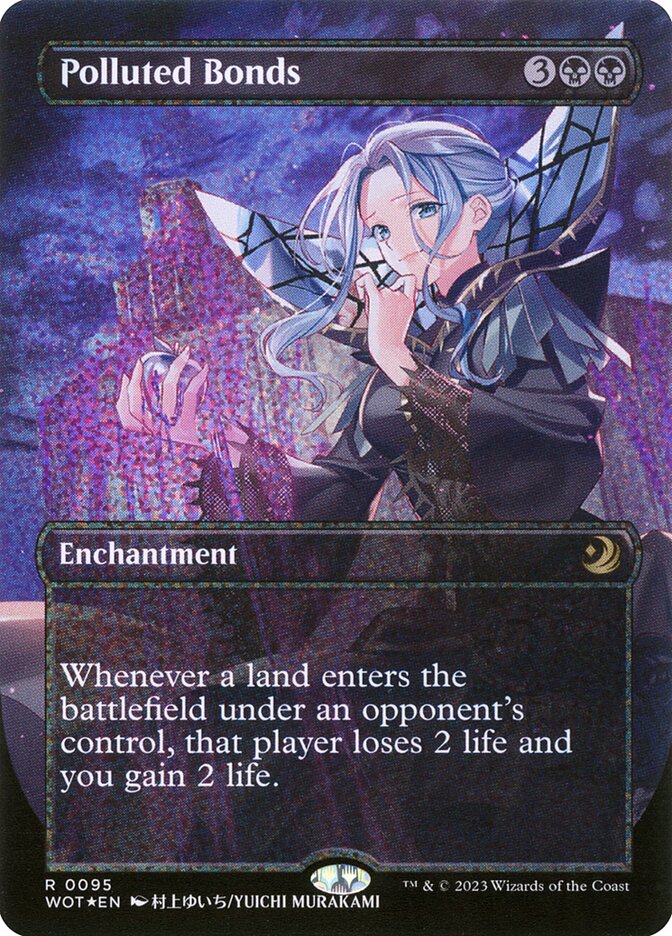 Polluted Bonds 3
Enchantment
Whenever a land enters the
battlefield under an opponent's
control, that player loses 2 life and
you gain 2 life.
R 0095
WOT★EN 村上ゆいち/YUICHI MURAKAMI
™ & © 2023 Wizards of the Coast